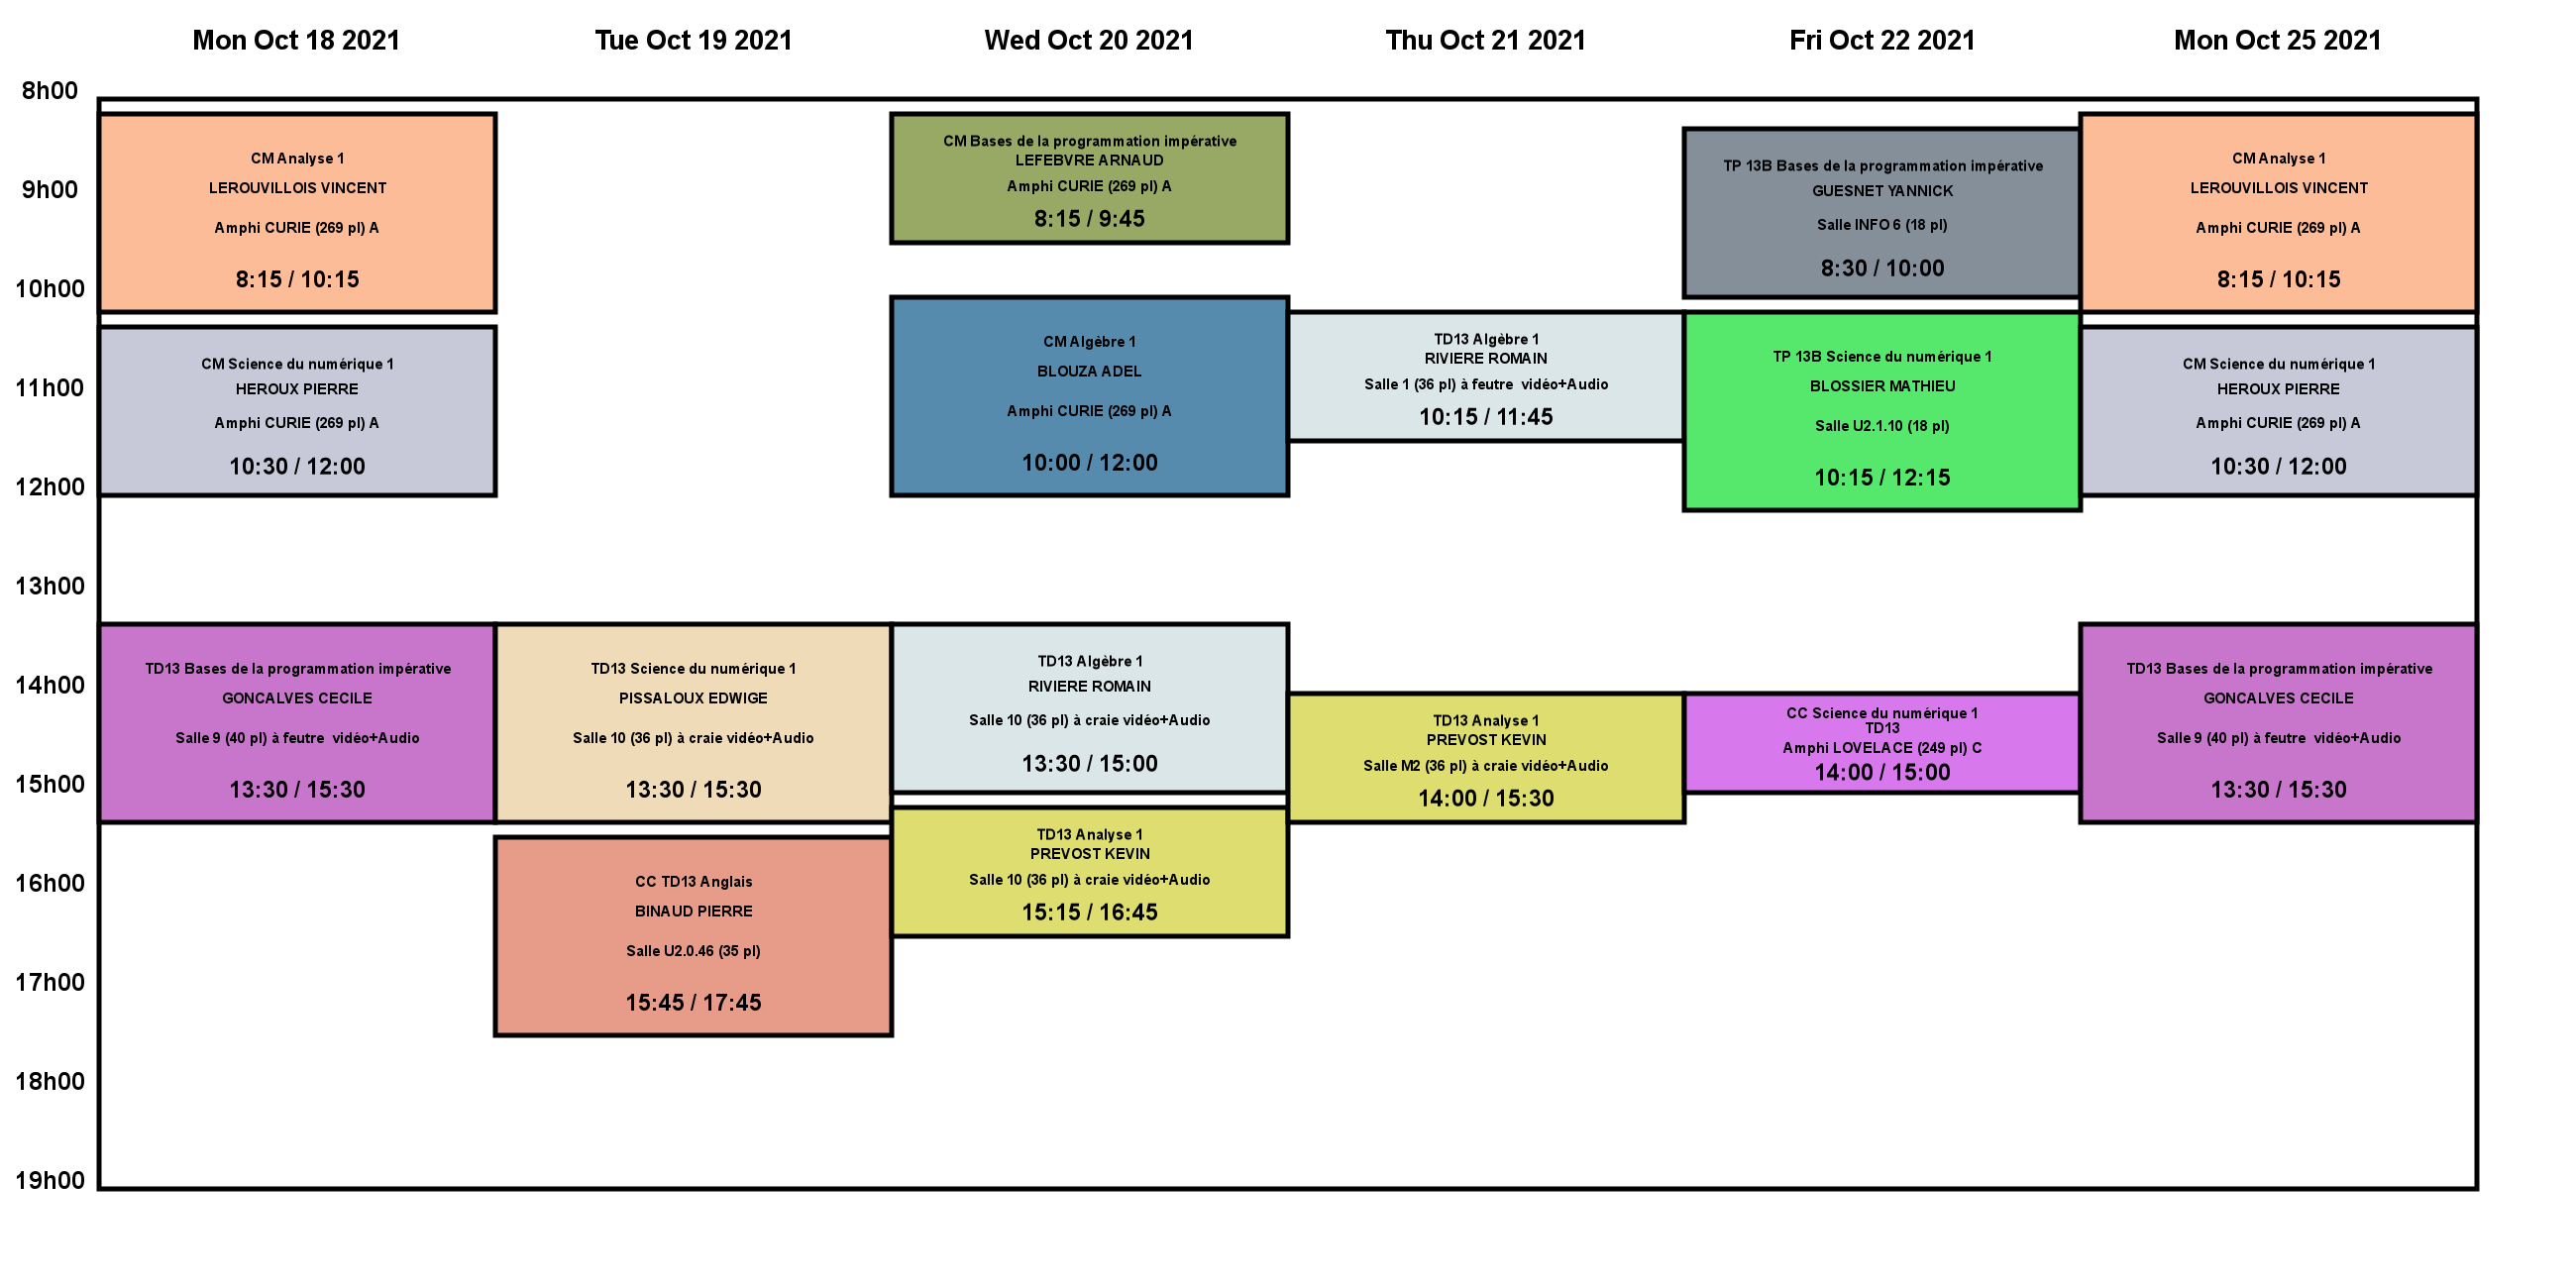 Mon Oct 18 2021
Tue Oct 19 2021
Wed Oct 20 2021
Thu Oct 21 2021
Fri Oct 22 2021
Mon Oct 25 2021
8h00
9h00
10h00
11h00
12h00
13h00
14h00
15h00
16h00
17h00
18h00
19h00
CM Analyse 1
LEROUVILLOIS VINCENT
Amphi CURIE (269 pl) A
8:15 / 10:15
CM Science du numérique 1
HEROUX PIERRE
Amphi CURIE (269 pl) A
10:30 / 12:00
TD13 Bases de la programmation impérative
GONCALVES CECILE
Salle 9 (40 pl) à feutre  vidéo+Audio
13:30 / 15:30
TD13 Science du numérique 1
PISSALOUX EDWIGE
Salle 10 (36 pl) à craie vidéo+Audio
13:30 / 15:30
CC TD13 Anglais
BINAUD PIERRE
Salle U2.0.46 (35 pl)
15:45 / 17:45
CM Bases de la programmation impérative
LEFEBVRE ARNAUD
Amphi CURIE (269 pl) A
8:15 / 9:45
CM Algèbre 1
BLOUZA ADEL
Amphi CURIE (269 pl) A
10:00 / 12:00
TD13 Algèbre 1
RIVIERE ROMAIN
Salle 10 (36 pl) à craie vidéo+Audio
13:30 / 15:00
TD13 Analyse 1
PREVOST KEVIN
Salle 10 (36 pl) à craie vidéo+Audio
15:15 / 16:45
TD13 Algèbre 1
RIVIERE ROMAIN
Salle 1 (36 pl) à feutre  vidéo+Audio
10:15 / 11:45
TD13 Analyse 1
PREVOST KEVIN
Salle M2 (36 pl) à craie vidéo+Audio
14:00 / 15:30
TP 13B Bases de la programmation impérative
GUESNET YANNICK
Salle INFO 6 (18 pl)
8:30 / 10:00
TP 13B Science du numérique 1
BLOSSIER MATHIEU
Salle U2.1.10 (18 pl)
10:15 / 12:15
CC Science du numérique 1
TD13
Amphi LOVELACE (249 pl) C
14:00 / 15:00
CM Analyse 1
LEROUVILLOIS VINCENT
Amphi CURIE (269 pl) A
8:15 / 10:15
CM Science du numérique 1
HEROUX PIERRE
Amphi CURIE (269 pl) A
10:30 / 12:00
TD13 Bases de la programmation impérative
GONCALVES CECILE
Salle 9 (40 pl) à feutre  vidéo+Audio
13:30 / 15:30